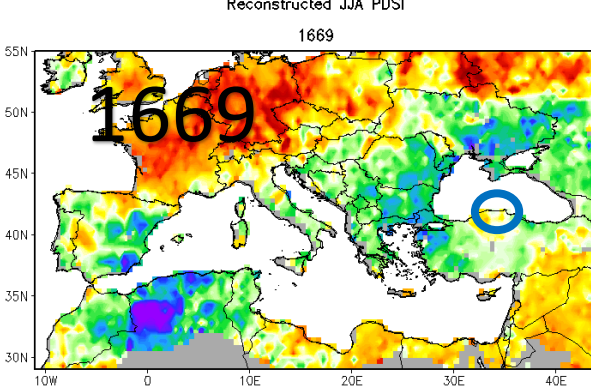 Reconstructed JJA PDSI
1669
55N
1669
50N
45N
40N
35N
30N
10W 0 10E 20E 30E 40E